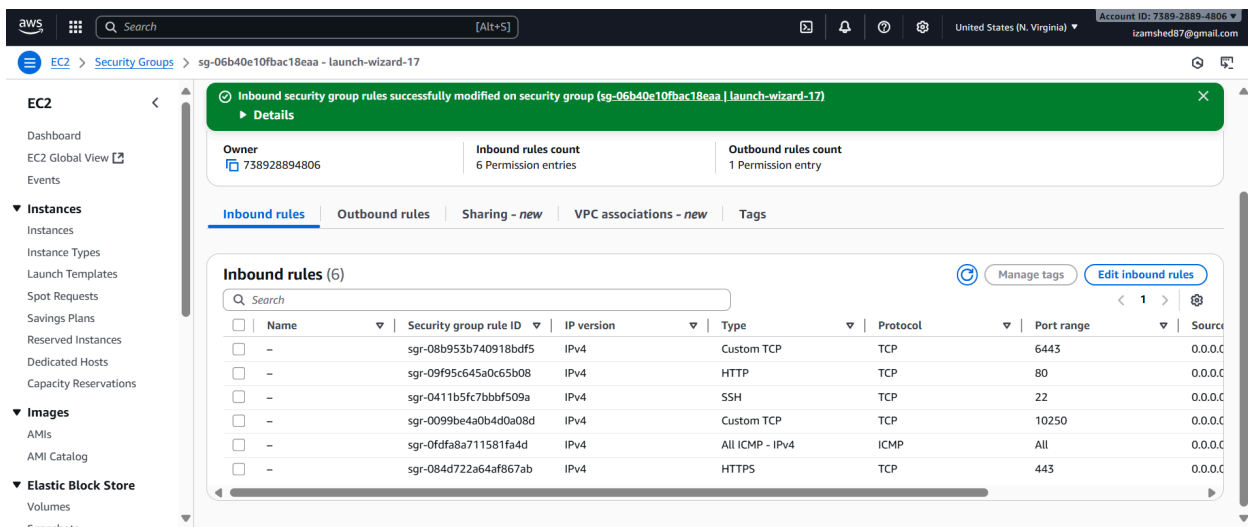 aws Search [Alt+S] United States (N. Virginia) Account ID: 7389-2889-4806
izamshed87@gmail.com
EC2 > Security Groups > sg-06b40e10fbac18eaa - launch-wizard-17
EC2
Dashboard
EC2 Global View
Events
Instances
Instances
Instance Types
Launch Templates
Spot Requests
Savings Plans
Reserved Instances
Dedicated Hosts
Capacity Reservations
Images
AMIs
AMI Catalog
Elastic Block Store
Volumes
Inbound security group rules successfully modified on security group (sg-06b40e10fbac18eaa | launch-wizard-17)
Details
Owner Inbound rules count Outbound rules count
738928894806 6 Permission entries 1 Permission entry
Inbound rules Outbound rules Sharing - new VPC associations - new Tags
Inbound rules (6) Manage tags Edit inbound rules
Search 1
Name Security group rule ID IP version Type Protocol Port range Source
– sgr-08b953b740918bdf5 IPv4 Custom TCP TCP 6443 0.0.0.0
– sgr-09f95c645a0c65b08 IPv4 HTTP TCP 80 0.0.0.0
– sgr-0411b5fc7bbbf509a IPv4 SSH TCP 22 0.0.0.0
– sgr-0099be4a0b4d0a08d IPv4 Custom TCP TCP 10250 0.0.0.0
– sgr-0fdfa8a711581fa4d IPv4 All ICMP - IPv4 ICMP All 0.0.0.0
– sgr-084d722a64af867ab IPv4 HTTPS TCP 443 0.0.0.0